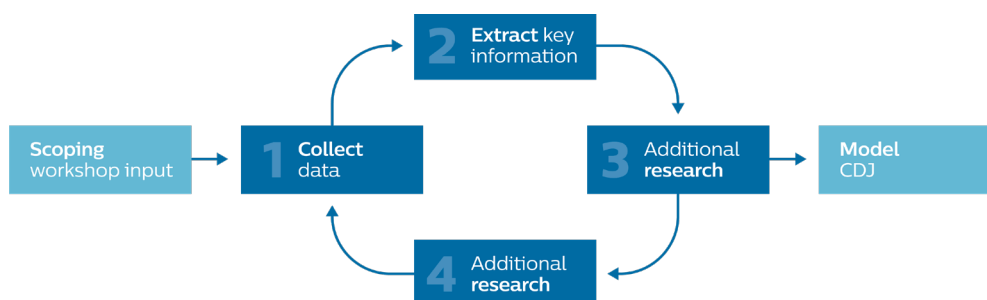 Scoping
workshop input
1 Collect
data
2 Extract key
information
3 Additional
research
Model
CDJ
4 Additional
research